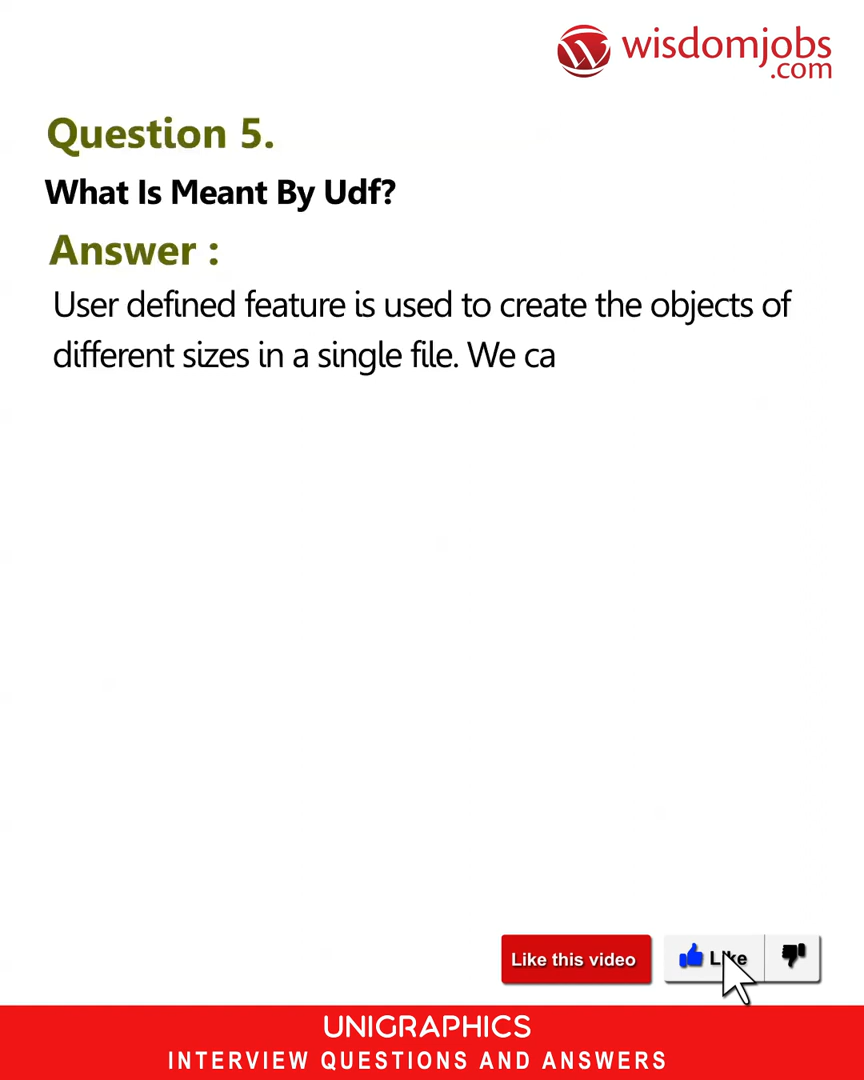 wisdomjobs
.com
Question 5.
What Is Meant By Udf?
Answer :
User defined feature is used to create the objects of
different sizes in a single file. We ca
Like this video
Like
UNIGRAPHICS
INTERVIEW QUESTIONS AND ANSWERS